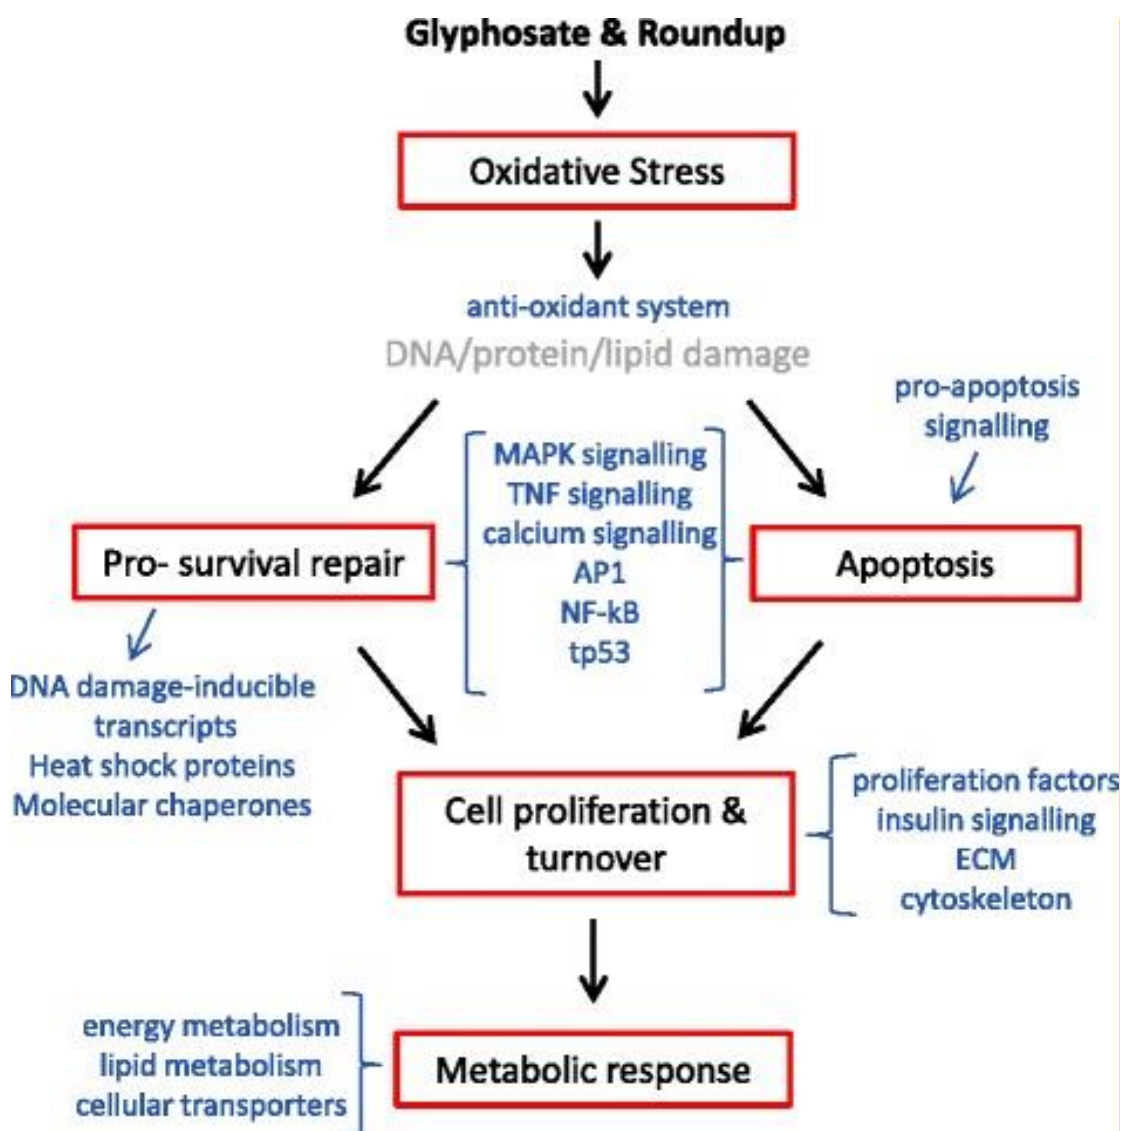 Glyphosate & Roundup
Oxidative Stress
anti-oxidant system
DNA/protein/lipid damage
pro-apoptosis
signalling
MAPK signalling
TNF signalling
calcium signalling
AP1
NF-kB
tp53
Pro- survival repair
Apoptosis
DNA damage-inducible
transcripts
Heat shock proteins
Molecular chaperones
Cell proliferation &
turnover
proliferation factors
insulin signalling
ECM
cytoskeleton
energy metabolism
lipid metabolism
cellular transporters
Metabolic response